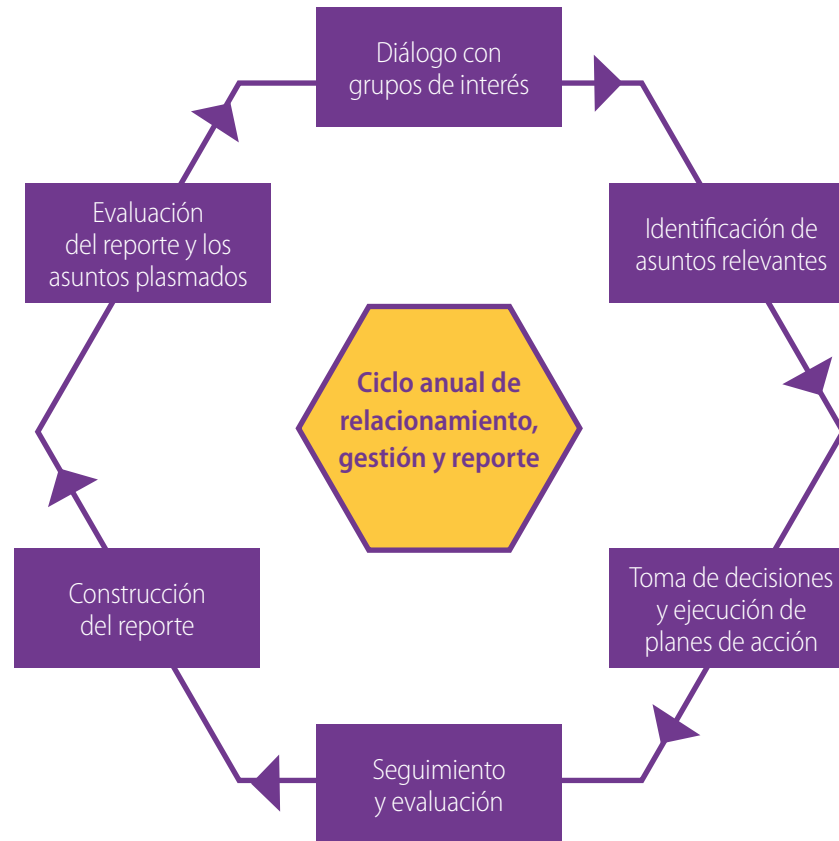 Diálogo con
grupos de interés
Identificación de
asuntos relevantes
Toma de decisiones
y ejecución de
planes de acción
Seguimiento
y evaluación
Construcción
del reporte
Evaluación
del reporte y los
asuntos plasmados
Ciclo anual de
relacionamiento,
gestión y reporte